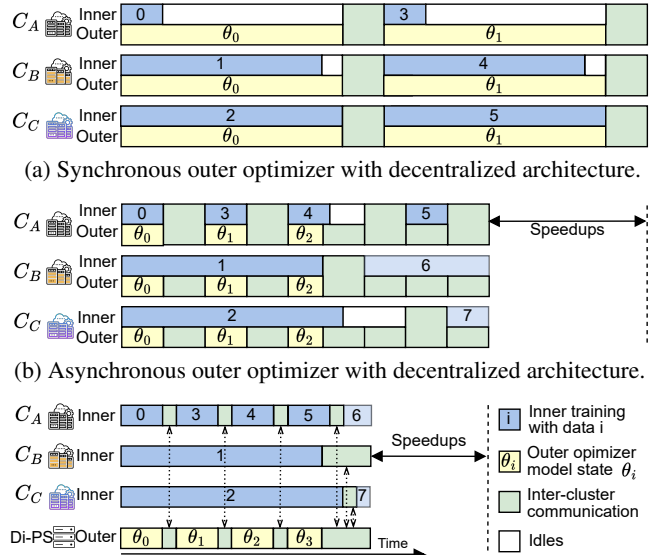 C_A Inner 0 3
Outer θ_0 θ_1
C_B Inner 1 4
Outer θ_0 θ_1
C_C Inner 2 5
Outer θ_0 θ_1
(a) Synchronous outer optimizer with decentralized architecture.
C_A Inner 0 3 4 5
Outer θ_0 θ_1 θ_2
Speedups
C_B Inner 1 6
Outer θ_0 θ_1 θ_2
C_C Inner 2 7
Outer θ_0 θ_1 θ_2
(b) Asynchronous outer optimizer with decentralized architecture.
C_A Inner 0 3 4 5 6
C_B Inner 1
Speedups
C_C Inner 2 7
Di-PS Outer θ_0 θ_1 θ_2 θ_3
Time
i Inner training
with data i
θ_i Outer opimizer
model state θ_i
Inter-cluster
communication
Idles